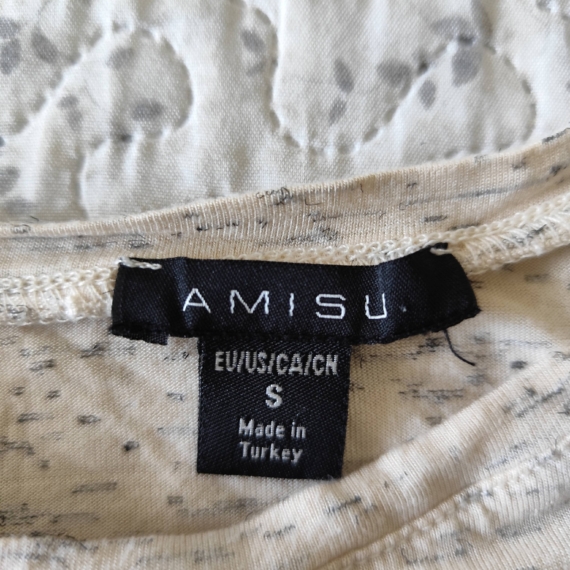 AMISU
EU/US/CA/CN
S
Made in
Turkey